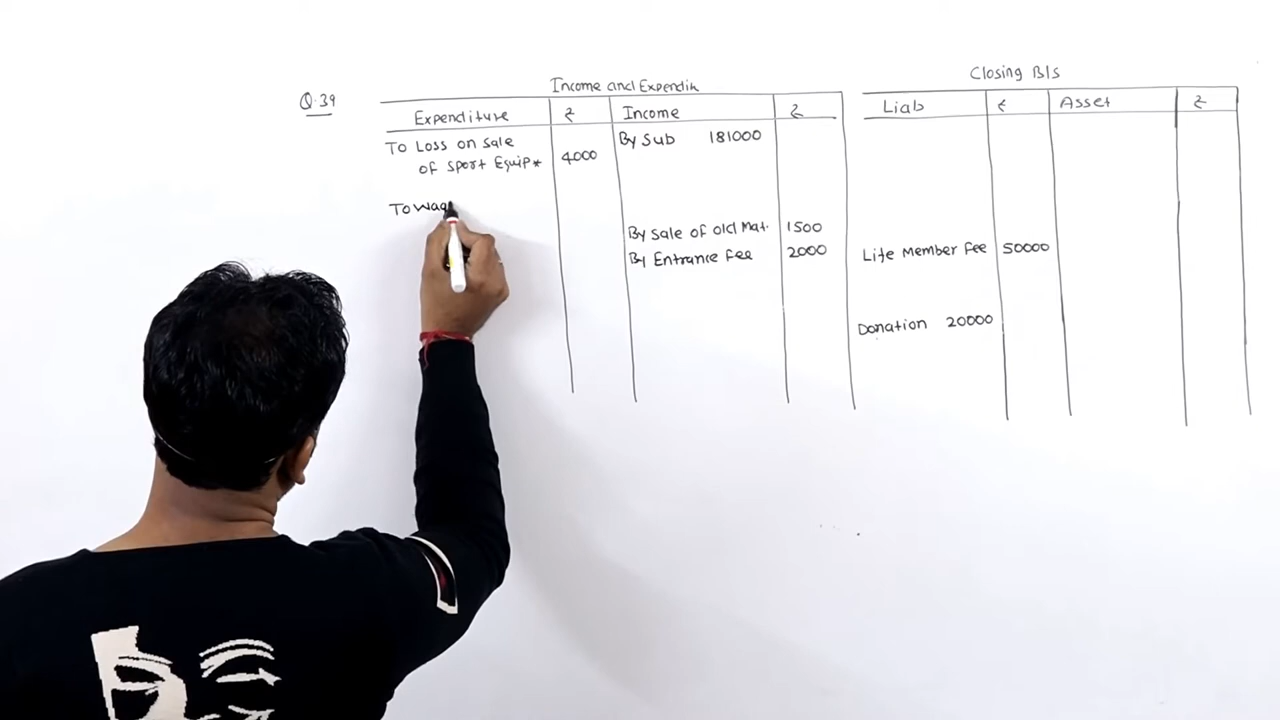 Q.39
Income and Expendin
Expenditure ₹ Income ₹
To Loss on sale
of sport Equip* 4000
By Sub 181000
To Wag
By Sale of old Mat. 1500
By Entrance Fee 2000
Closing B/s
Liab ₹ Asset ₹
Life Member Fee 50000
Donation 20000